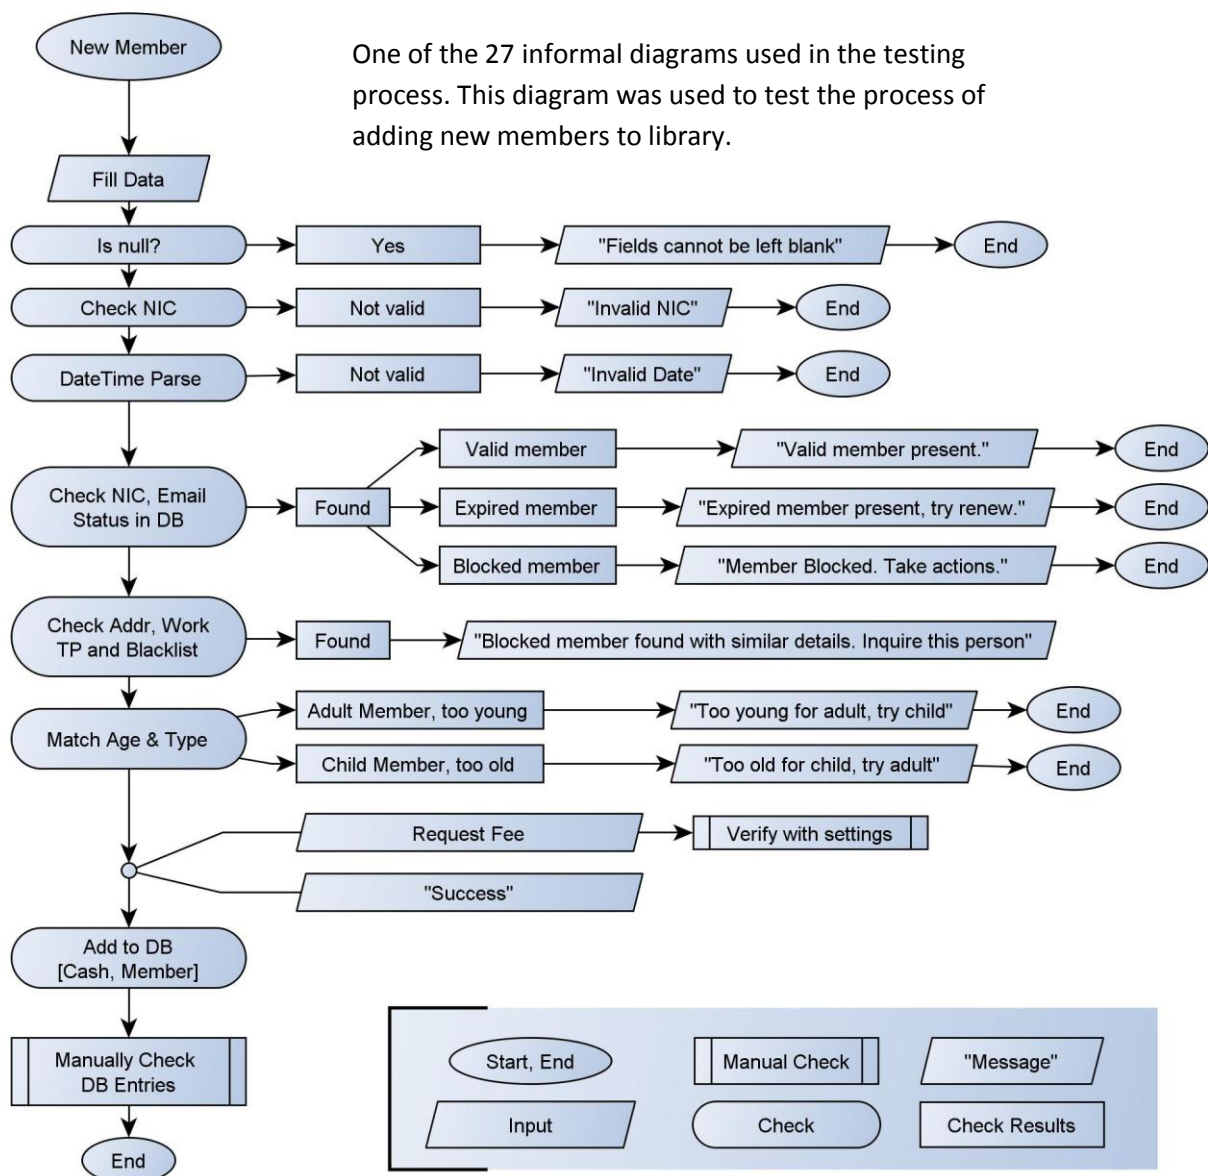 New Member
One of the 27 informal diagrams used in the testing
process. This diagram was used to test the process of
adding new members to library.
Fill Data
Is null?
Yes
"Fields cannot be left blank"
End
Check NIC
Not valid
"Invalid NIC"
End
DateTime Parse
Not valid
"Invalid Date"
End
Check NIC, Email
Status in DB
Found
Valid member
"Valid member present."
End
Expired member
"Expired member present, try renew."
End
Blocked member
"Member Blocked. Take actions."
End
Check Addr, Work
TP and Blacklist
Found
"Blocked member found with similar details. Inquire this person"
Match Age & Type
Adult Member, too young
"Too young for adult, try child"
End
Child Member, too old
"Too old for child, try adult"
End
Request Fee
Verify with settings
"Success"
Add to DB
[Cash, Member]
Manually Check
DB Entries
End
Start, End
Manual Check
"Message"
Input
Check
Check Results